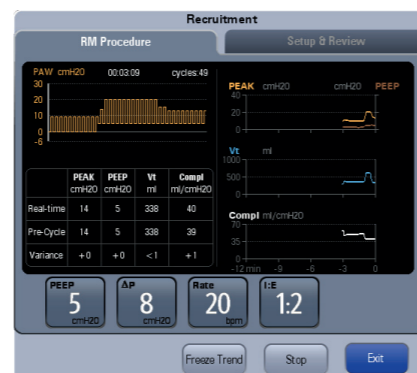 Recruitment
RM Procedure
Setup & Review
PAW cmH2O 00:03:09 cycles:49
30
20
10
0
-6
PEAK cmH2O cmH2O PEEP
40
20
Vt ml
1000
500
Compl ml/cmH20
70
35
0
-12 min -9 -6 -3 0
PEAK PEEP Vt Compl
cmH2O cmH2O ml ml/cmH2O
Real-time 14 5 338 40
Pre-Cycle 14 5 338 39
Variance +0 +0 <1 +1
PEEP
5
cmH2O
ΔP
8
cmH2O
Rate
20
bpm
I:E
1:2
Freeze Trend
Stop
Exit